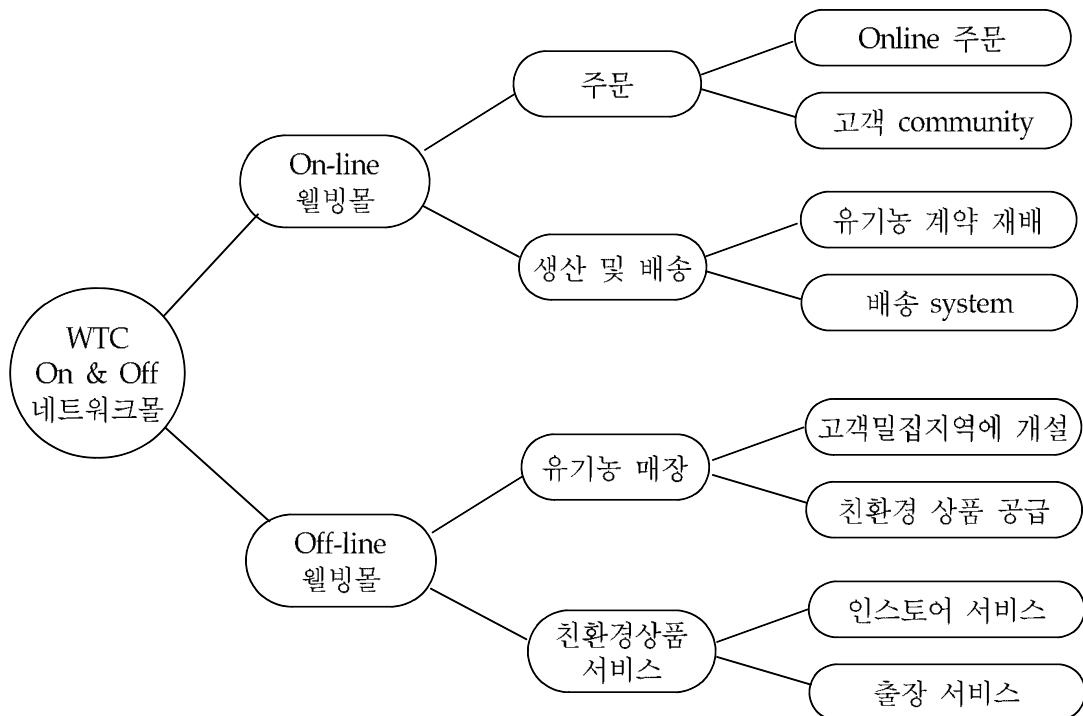 WTC
On & Off
네트워크몰
On-line
웰빙몰
주문
Online 주문
고객 community
생산 및 배송
유기농 계약 재배
배송 system
Off-line
웰빙몰
유기농 매장
고객밀집지역에 개설
친환경 상품 공급
친환경상품
서비스
인스토어 서비스
출장 서비스